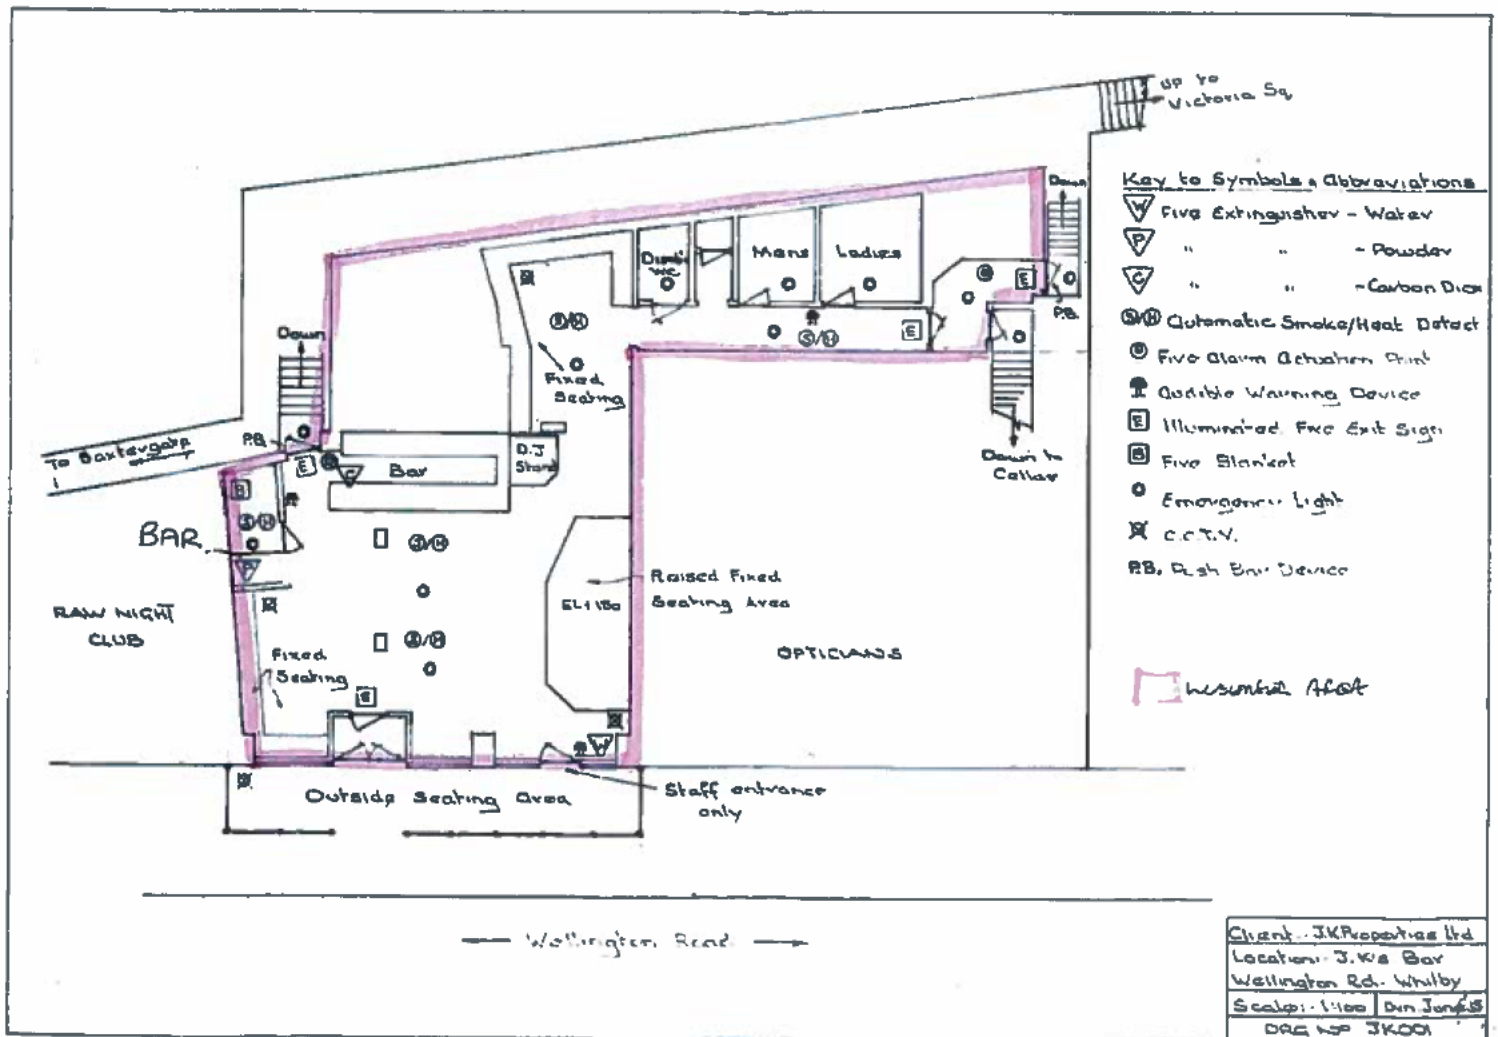 UP to
Victoria Sq
Key to Symbols & Abbreviations
W Fire Extinguisher - Water
P " " - Powder
C " " - Carbon Diox
S/H Automatic Smoke/Heat Detect
Fire Alarm Actuation Point
Audible Warning Device
E Illuminated Fire Exit Sign
B Fire Blanket
Emergency Light
C.C.T.V.
P.B. Push Bar Device
Down
P.B.
Disabl
WC
Mens
Ladies
E
S/H
E
S/H
Down
Fixed
Seating
To Baxtergate
P.B.
E
C
Bar
D.J
Stand
Down to
Cellar
B
S/H
BAR
P
S/H
Raised Fixed
Seating Area
EL+150
RAW NIGHT
CLUB
S/H
OPTICIANS
Fixed
Seating
E
W
Outside Seating Area
Staff entrance
only
Wellington Road
Client:- J.K Properties Ltd
Location:- J.K's Bar
Wellington Rd. Whitby
Scale:- 1:100
DRG No JK001